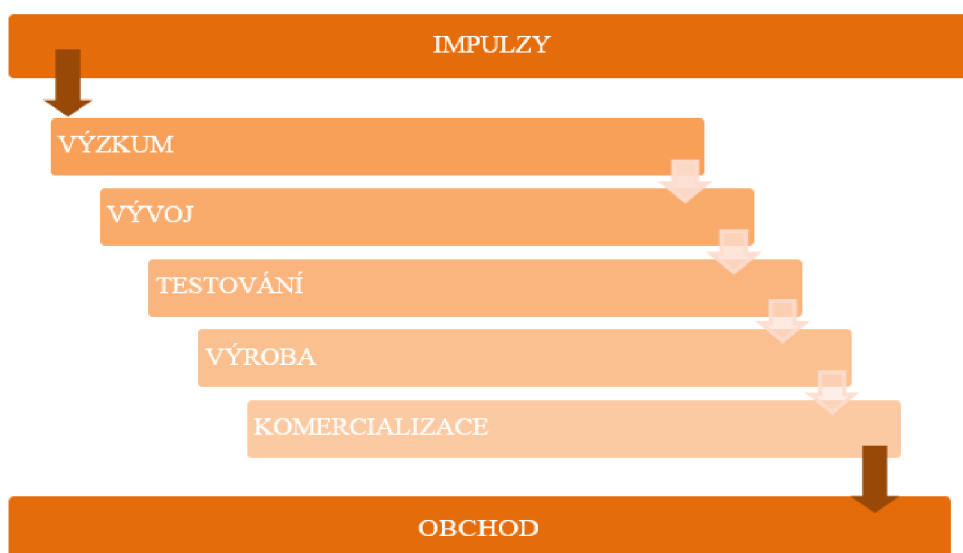 IMPULZY
VÝZKUM
VÝVOJ
TESTOVÁNÍ
VÝROBA
KOMERCIALIZACE
OBCHOD